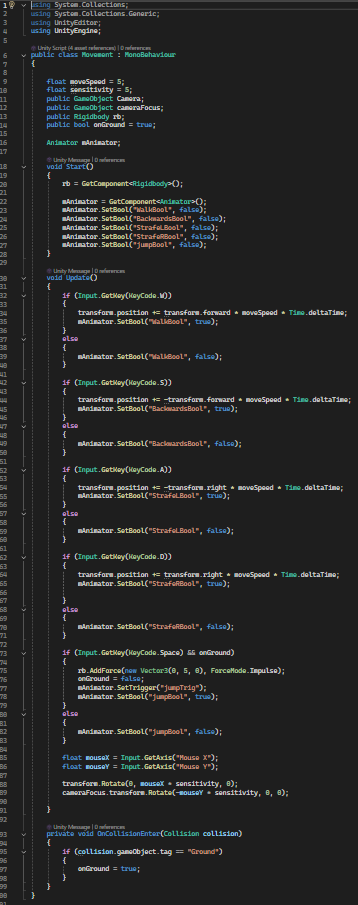 1 using System.Collections;
2 using System.Collections.Generic;
3 using UnityEditor;
4 using UnityEngine;
5
Unity Script (4 asset references) | 0 references
6 public class Movement : MonoBehaviour
7 {
8
9 float moveSpeed = 5;
10 float sensitivity = 5;
11 public GameObject Camera;
12 public GameObject cameraFocus;
13 public Rigidbody rb;
14 public bool onGround = true;
15
16 Animator mAnimator;
17
Unity Message | 0 references
18 void Start()
19 {
20 rb = GetComponent<Rigidbody>();
21
22 mAnimator = GetComponent<Animator>();
23 mAnimator.SetBool("WalkBool", false);
24 mAnimator.SetBool("BackwardsBool", false);
25 mAnimator.SetBool("StrafeLBool", false);
26 mAnimator.SetBool("StrafeRBool", false);
27 mAnimator.SetBool("jumpBool", false);
28 }
29
Unity Message | 0 references
30 void Update()
31 {
32 if (Input.GetKey(KeyCode.W))
33 {
34 transform.position += transform.forward * moveSpeed * Time.deltaTime;
35 mAnimator.SetBool("WalkBool", true);
36 }
37 else
38 {
39 mAnimator.SetBool("WalkBool", false);
40 }
41
42 if (Input.GetKey(KeyCode.S))
43 {
44 transform.position += -transform.forward * moveSpeed * Time.deltaTime;
45 mAnimator.SetBool("BackwardsBool", true);
46 }
47 else
48 {
49 mAnimator.SetBool("BackwardsBool", false);
50 }
51
52 if (Input.GetKey(KeyCode.A))
53 {
54 transform.position += -transform.right * moveSpeed * Time.deltaTime;
55 mAnimator.SetBool("StrafeLBool", true);
56 }
57 else
58 {
59 mAnimator.SetBool("StrafeLBool", false);
60 }
61
62 if (Input.GetKey(KeyCode.D))
63 {
64 transform.position += transform.right * moveSpeed * Time.deltaTime;
65 mAnimator.SetBool("StrafeRBool", true);
66
67 }
68 else
69 {
70 mAnimator.SetBool("StrafeRBool", false);
71 }
72
73 if (Input.GetKey(KeyCode.Space) && onGround)
74 {
75 rb.AddForce(new Vector3(0, 5, 0), ForceMode.Impulse);
76 onGround = false;
77 mAnimator.SetTrigger("jumpTrig");
78 mAnimator.SetBool("jumpBool", true);
79 }
80 else
81 {
82 mAnimator.SetBool("jumpBool", false);
83 }
84
85 float mouseX = Input.GetAxis("Mouse X");
86 float mouseY = Input.GetAxis("Mouse Y");
87
88 transform.Rotate(0, mouseX * sensitivity, 0);
89 cameraFocus.transform.Rotate(-mouseY * sensitivity, 0, 0);
90
91 }
92
Unity Message | 0 references
93 private void OnCollisionEnter(Collision collision)
94 {
95 if (collision.gameObject.tag == "Ground")
96 {
97 onGround = true;
98 }
99 }
00 }